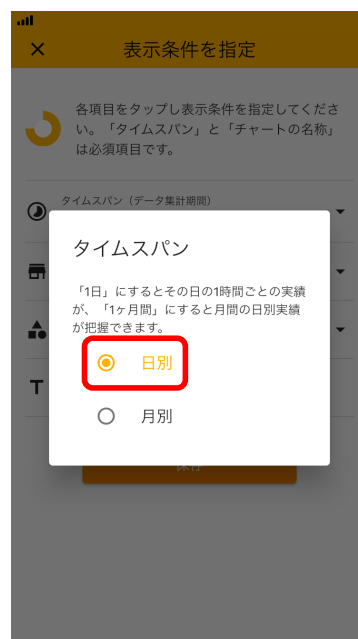 表示条件を指定
各項目をタップし表示条件を指定してくださ
い。「タイムスパン」と「チャートの名称」
は必須項目です。
タイムスパン（データ集計期間）
タイムスパン
「1日」にするとその日の1時間ごとの実績
が、「1ヶ月間」にすると月間の日別実績
が把握できます。
日別
月別